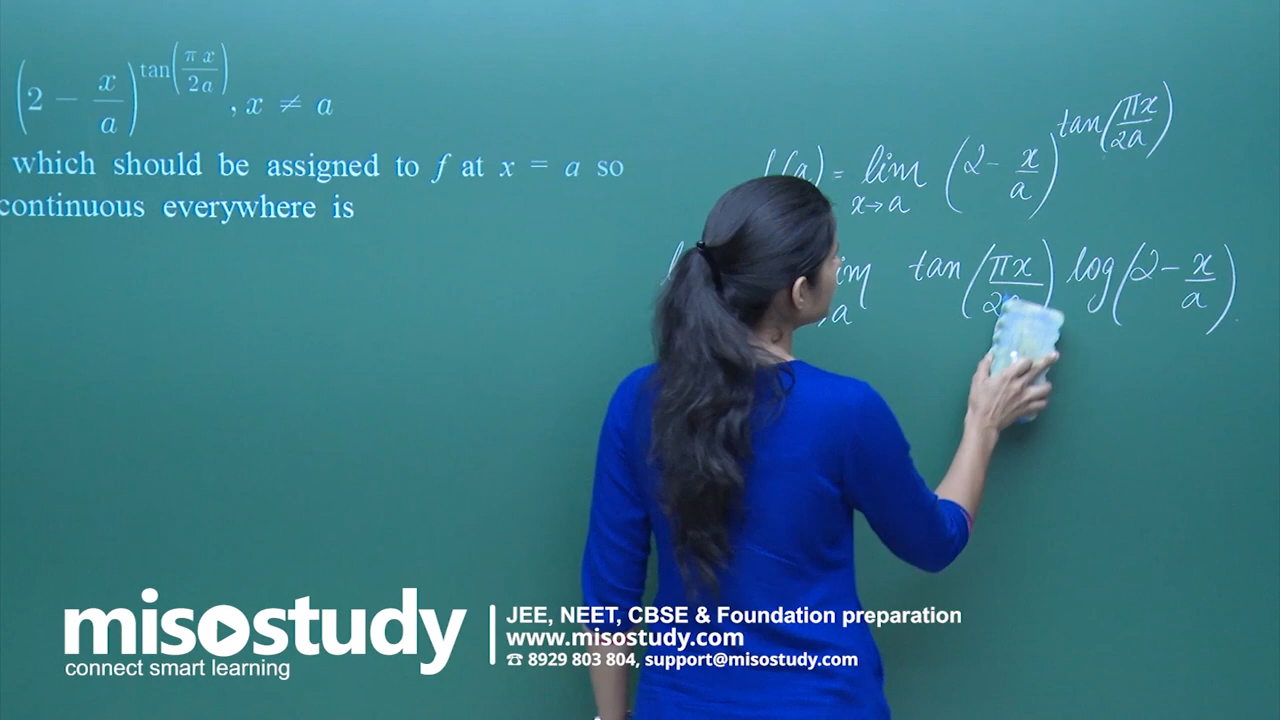 (2 - x/a)^tan(πx/2a), x ≠ a
which should be assigned to f at x = a so
continuous everywhere is
f(a) = lim x→a (2 - x/a)^tan(πx/2a)
→a tan(πx/2a) log(2 - x/a)
misostudy
connect smart learning
JEE, NEET, CBSE & Foundation preparation
www.misostudy.com
☎ 8929 803 804, support@misostudy.com